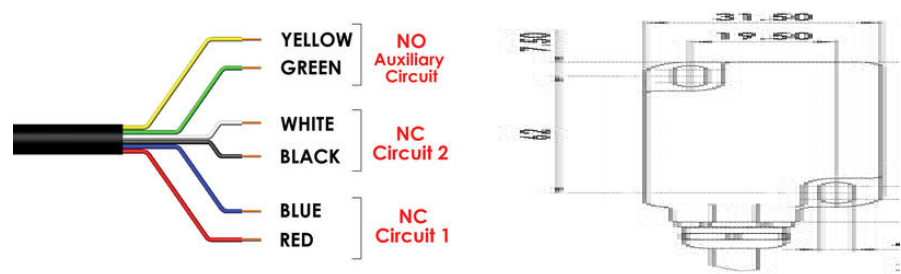 YELLOW
GREEN
NO
Auxiliary
Circuit
WHITE
BLACK
NC
Circuit 2
BLUE
RED
NC
Circuit 1
31.50
19.50